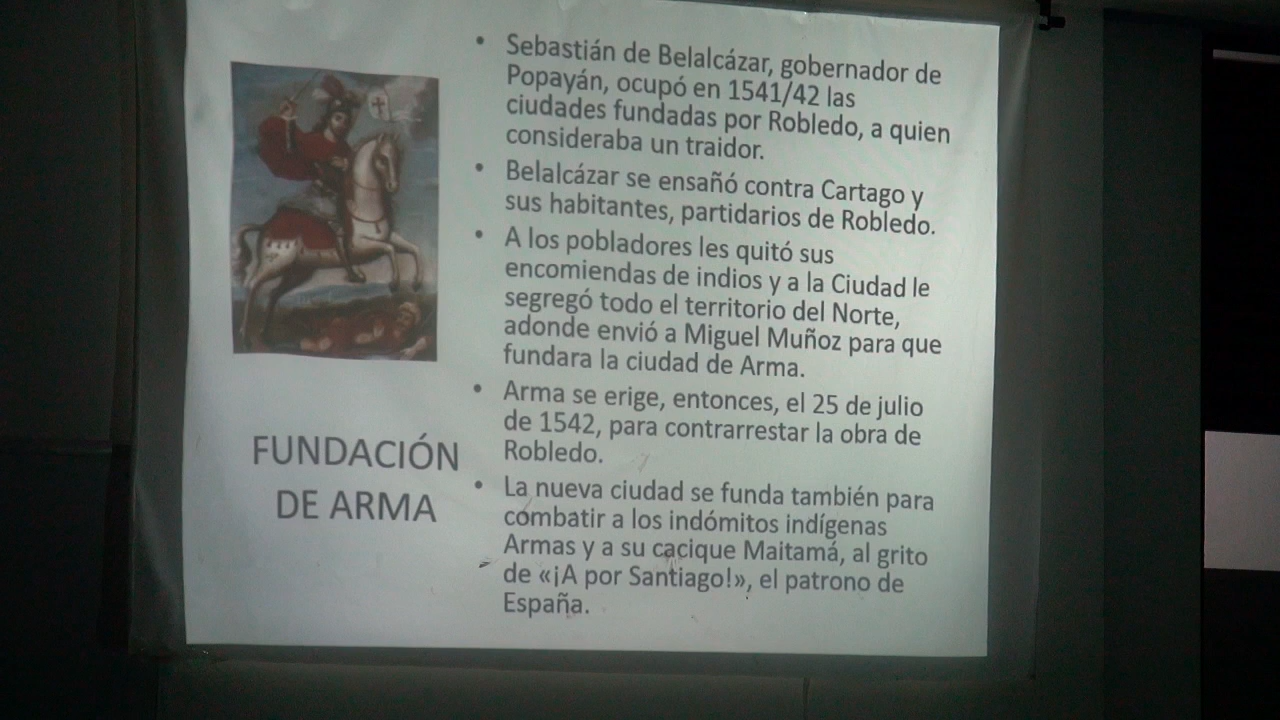 • Sebastián de Belalcázar, gobernador de
Popayán, ocupó en 1541/42 las
ciudades fundadas por Robledo, a quien
consideraba un traidor.
• Belalcázar se ensañó contra Cartago y
sus habitantes, partidarios de Robledo.
• A los pobladores les quitó sus
encomiendas de indios y a la Ciudad le
segregó todo el territorio del Norte,
adonde envió a Miguel Muñoz para que
fundara la ciudad de Arma.
• Arma se erige, entonces, el 25 de julio
de 1542, para contrarrestar la obra de
Robledo.
• La nueva ciudad se funda también para
combatir a los indómitos indígenas
Armas y a su cacique Maitamá, al grito
de «¡A por Santiago!», el patrono de
España.
FUNDACIÓN
DE ARMA